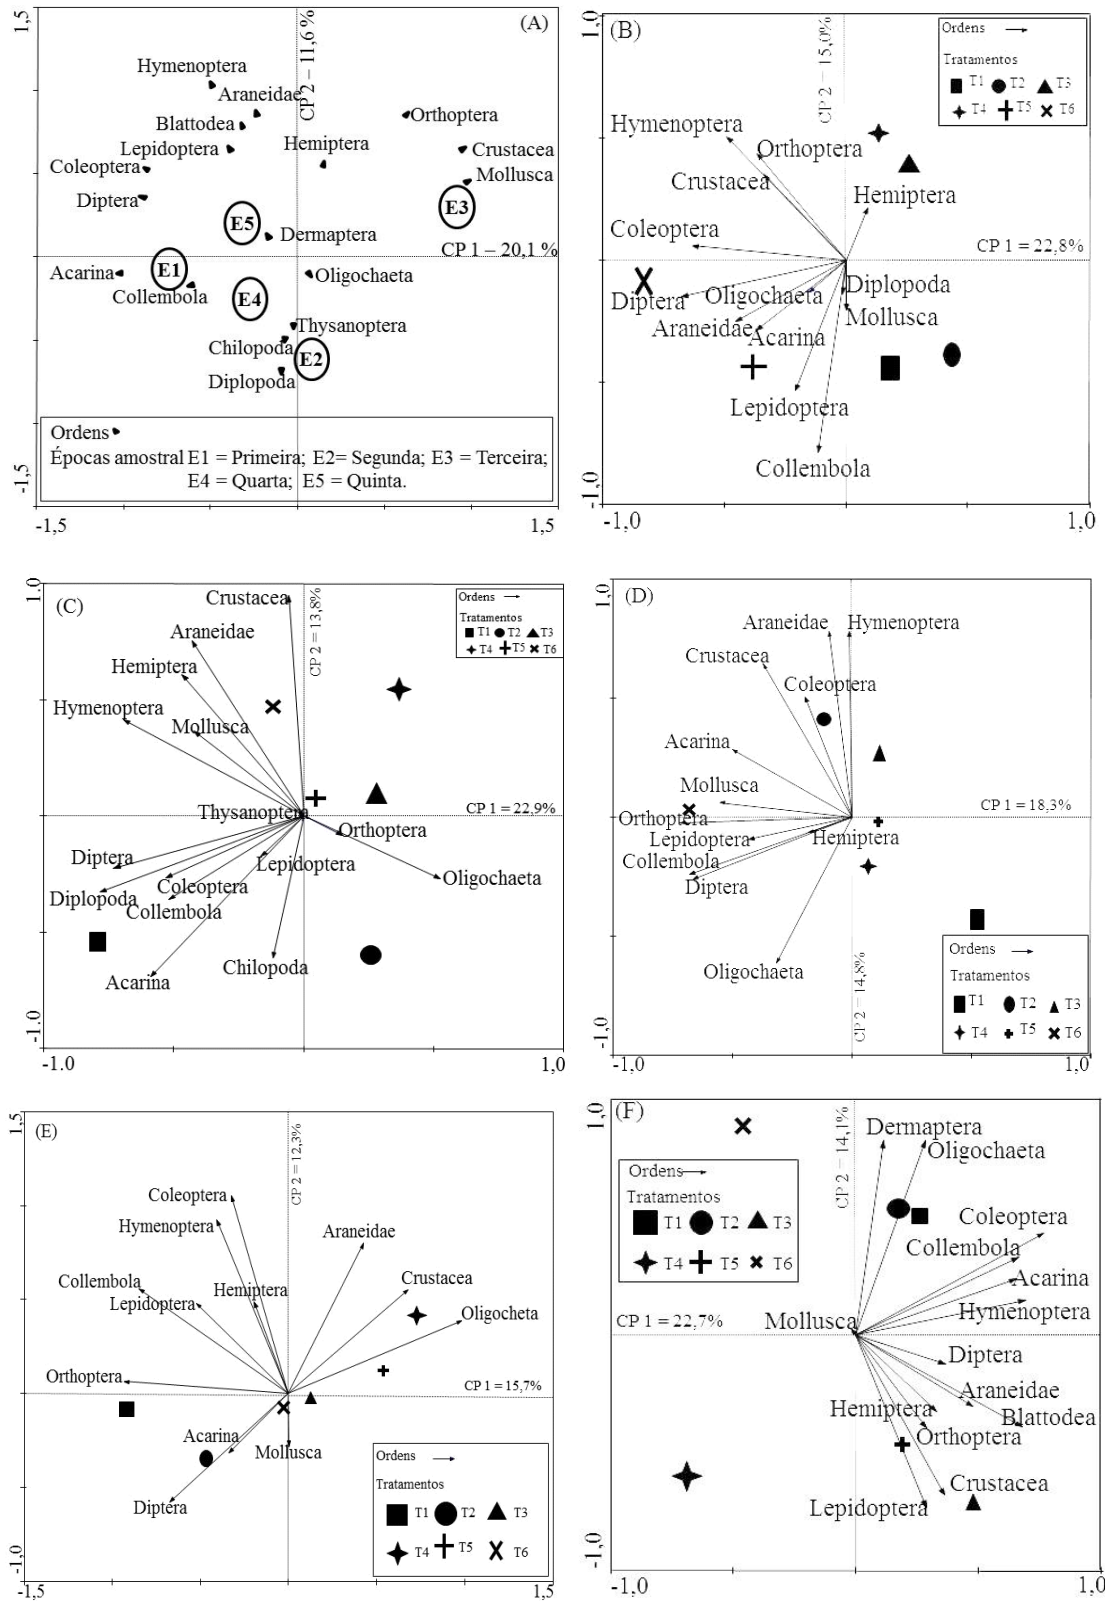 1,5
(A)
CP 2 – 11,6 %
Hymenoptera
Araneidae
Blattodea
Orthoptera
Lepidoptera
Hemiptera
Crustacea
Coleoptera
Mollusca
Diptera
E3
E5
Dermaptera
CP 1 – 20,1 %
Acarina
E1
Oligochaeta
Collembola
E4
Thysanoptera
Chilopoda
E2
Diplopoda
Ordens
Épocas amostral E1 = Primeira; E2= Segunda; E3 = Terceira;
E4 = Quarta; E5 = Quinta.
-1,5
-1,5
1,5
1,0
(B)
CP 2 – 15,0%
Ordens
Tratamentos
T1 T2 T3
T4 T5 T6
Hymenoptera
Orthoptera
Crustacea
Hemiptera
Coleoptera
CP 1 = 22,8%
Diptera
Oligochaeta
Diplopoda
Araneidae
Mollusca
Acarina
Lepidoptera
Collembola
-1,0
-1,0
1,0
1.0
(C)
CP 2 = 13,8%
Ordens
Tratamentos
T1 T2 T3
T4 T5 T6
Crustacea
Araneidae
Hemiptera
Hymenoptera
Mollusca
Thysanoptera
CP 1 = 22,9%
Orthoptera
Diptera
Lepidoptera
Coleoptera
Oligochaeta
Diplopoda
Collembola
Chilopoda
Acarina
-1.0
-1.0
1.0
1,0
(D)
Araneidae
Hymenoptera
Crustacea
Coleoptera
Acarina
Mollusca
CP 1 = 18,3%
Orthoptera
Lepidoptera
Hemiptera
Collembola
Diptera
Oligochaeta
CP 2 = 14,8%
Ordens
Tratamentos
T1 T2 T3
T4 T5 T6
-1,0
-1,0
1,0
1,5
(E)
CP 2 = 12,3%
Coleoptera
Hymenoptera
Araneidae
Collembola
Hemiptera
Crustacea
Lepidoptera
Oligocheta
Orthoptera
CP 1 = 15,7%
Acarina
Mollusca
Diptera
Ordens
Tratamentos
T1 T2 T3
T4 T5 T6
-1,0
-1,5
1,5
1,0
(F)
CP 2 – 14,1%
Dermaptera
Oligochaeta
Ordens
Tratamentos
T1 T2 T3
T4 T5 T6
Coleoptera
Collembola
Acarina
Hymenoptera
CP 1 = 22,7%
Mollusca
Diptera
Araneidae
Hemiptera
Blattodea
Orthoptera
Crustacea
Lepidoptera
-1,0
-1,0
1,0